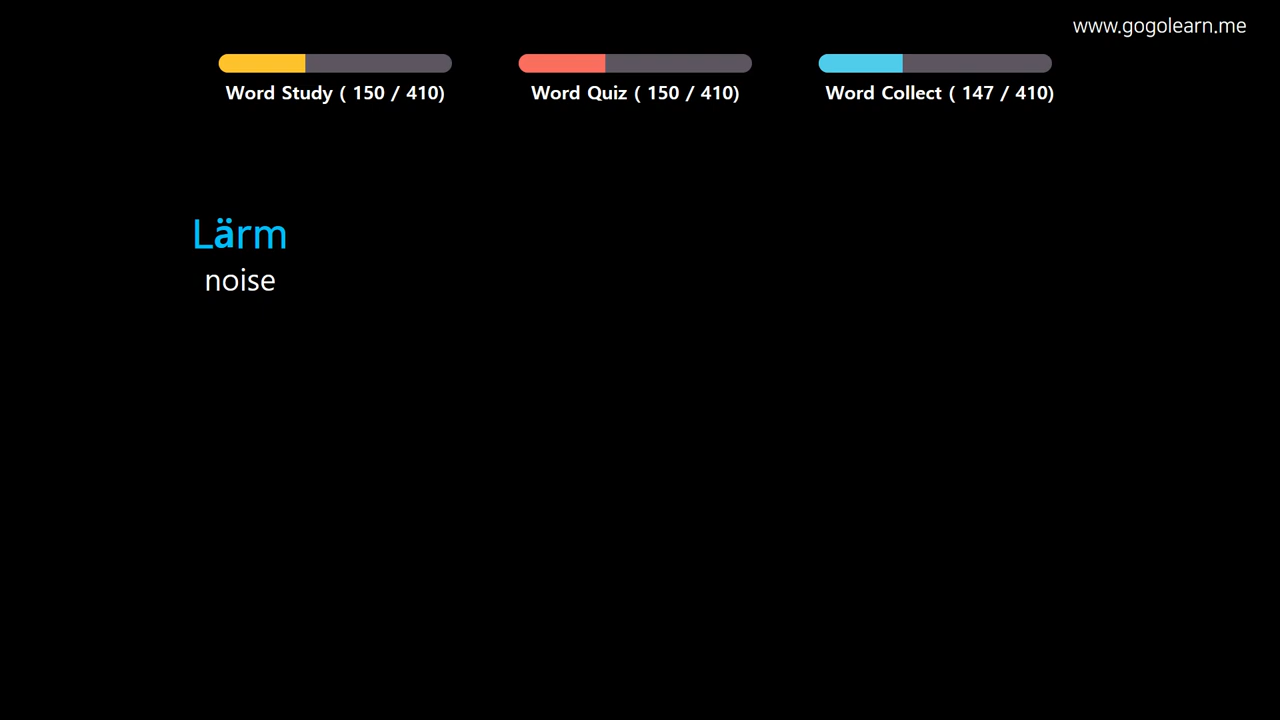 www.gogolearn.me
Word Study ( 150 / 410)
Word Quiz ( 150 / 410)
Word Collect ( 147 / 410)
Lärm
noise